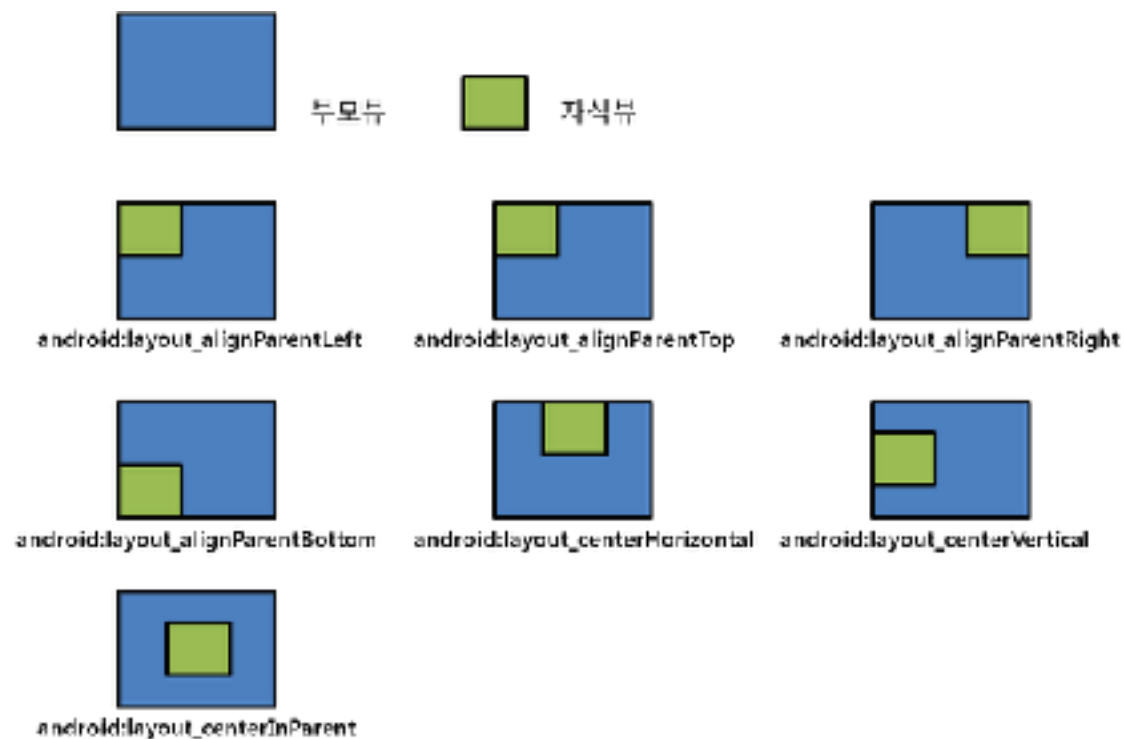 부모뷰
자식뷰
android:layout_alignParentLeft
android:layout_alignParentTop
android:layout_alignParentRight
android:layout_alignParentBottom
android:layout_centerHorizontal
android:layout_centerVertical
android:layout_centerInParent